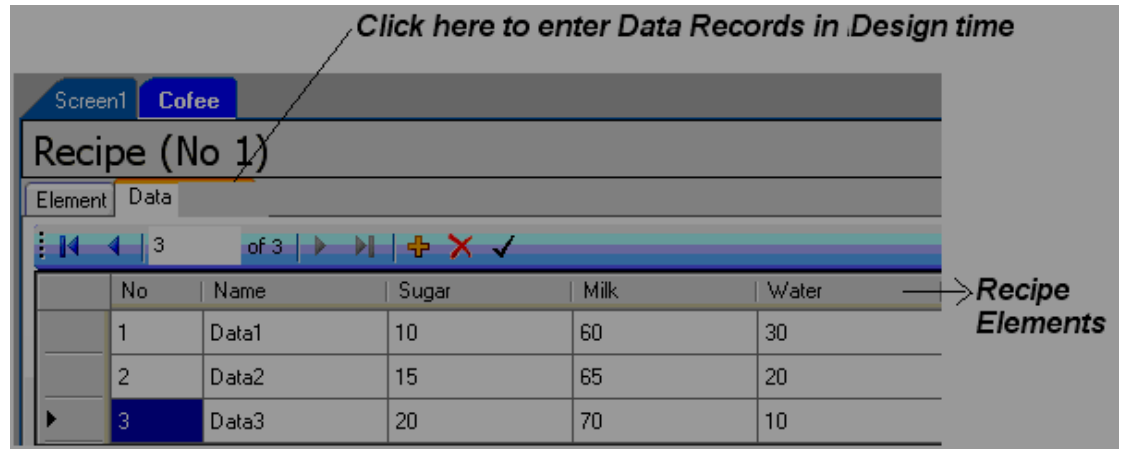 Click here to enter Data Records in Design time
Screen1 Cofee
Recipe (No 1)
Element Data
3 of 3
No Name Sugar Milk Water
Recipe
Elements
1 Data1 10 60 30
2 Data2 15 65 20
3 Data3 20 70 10